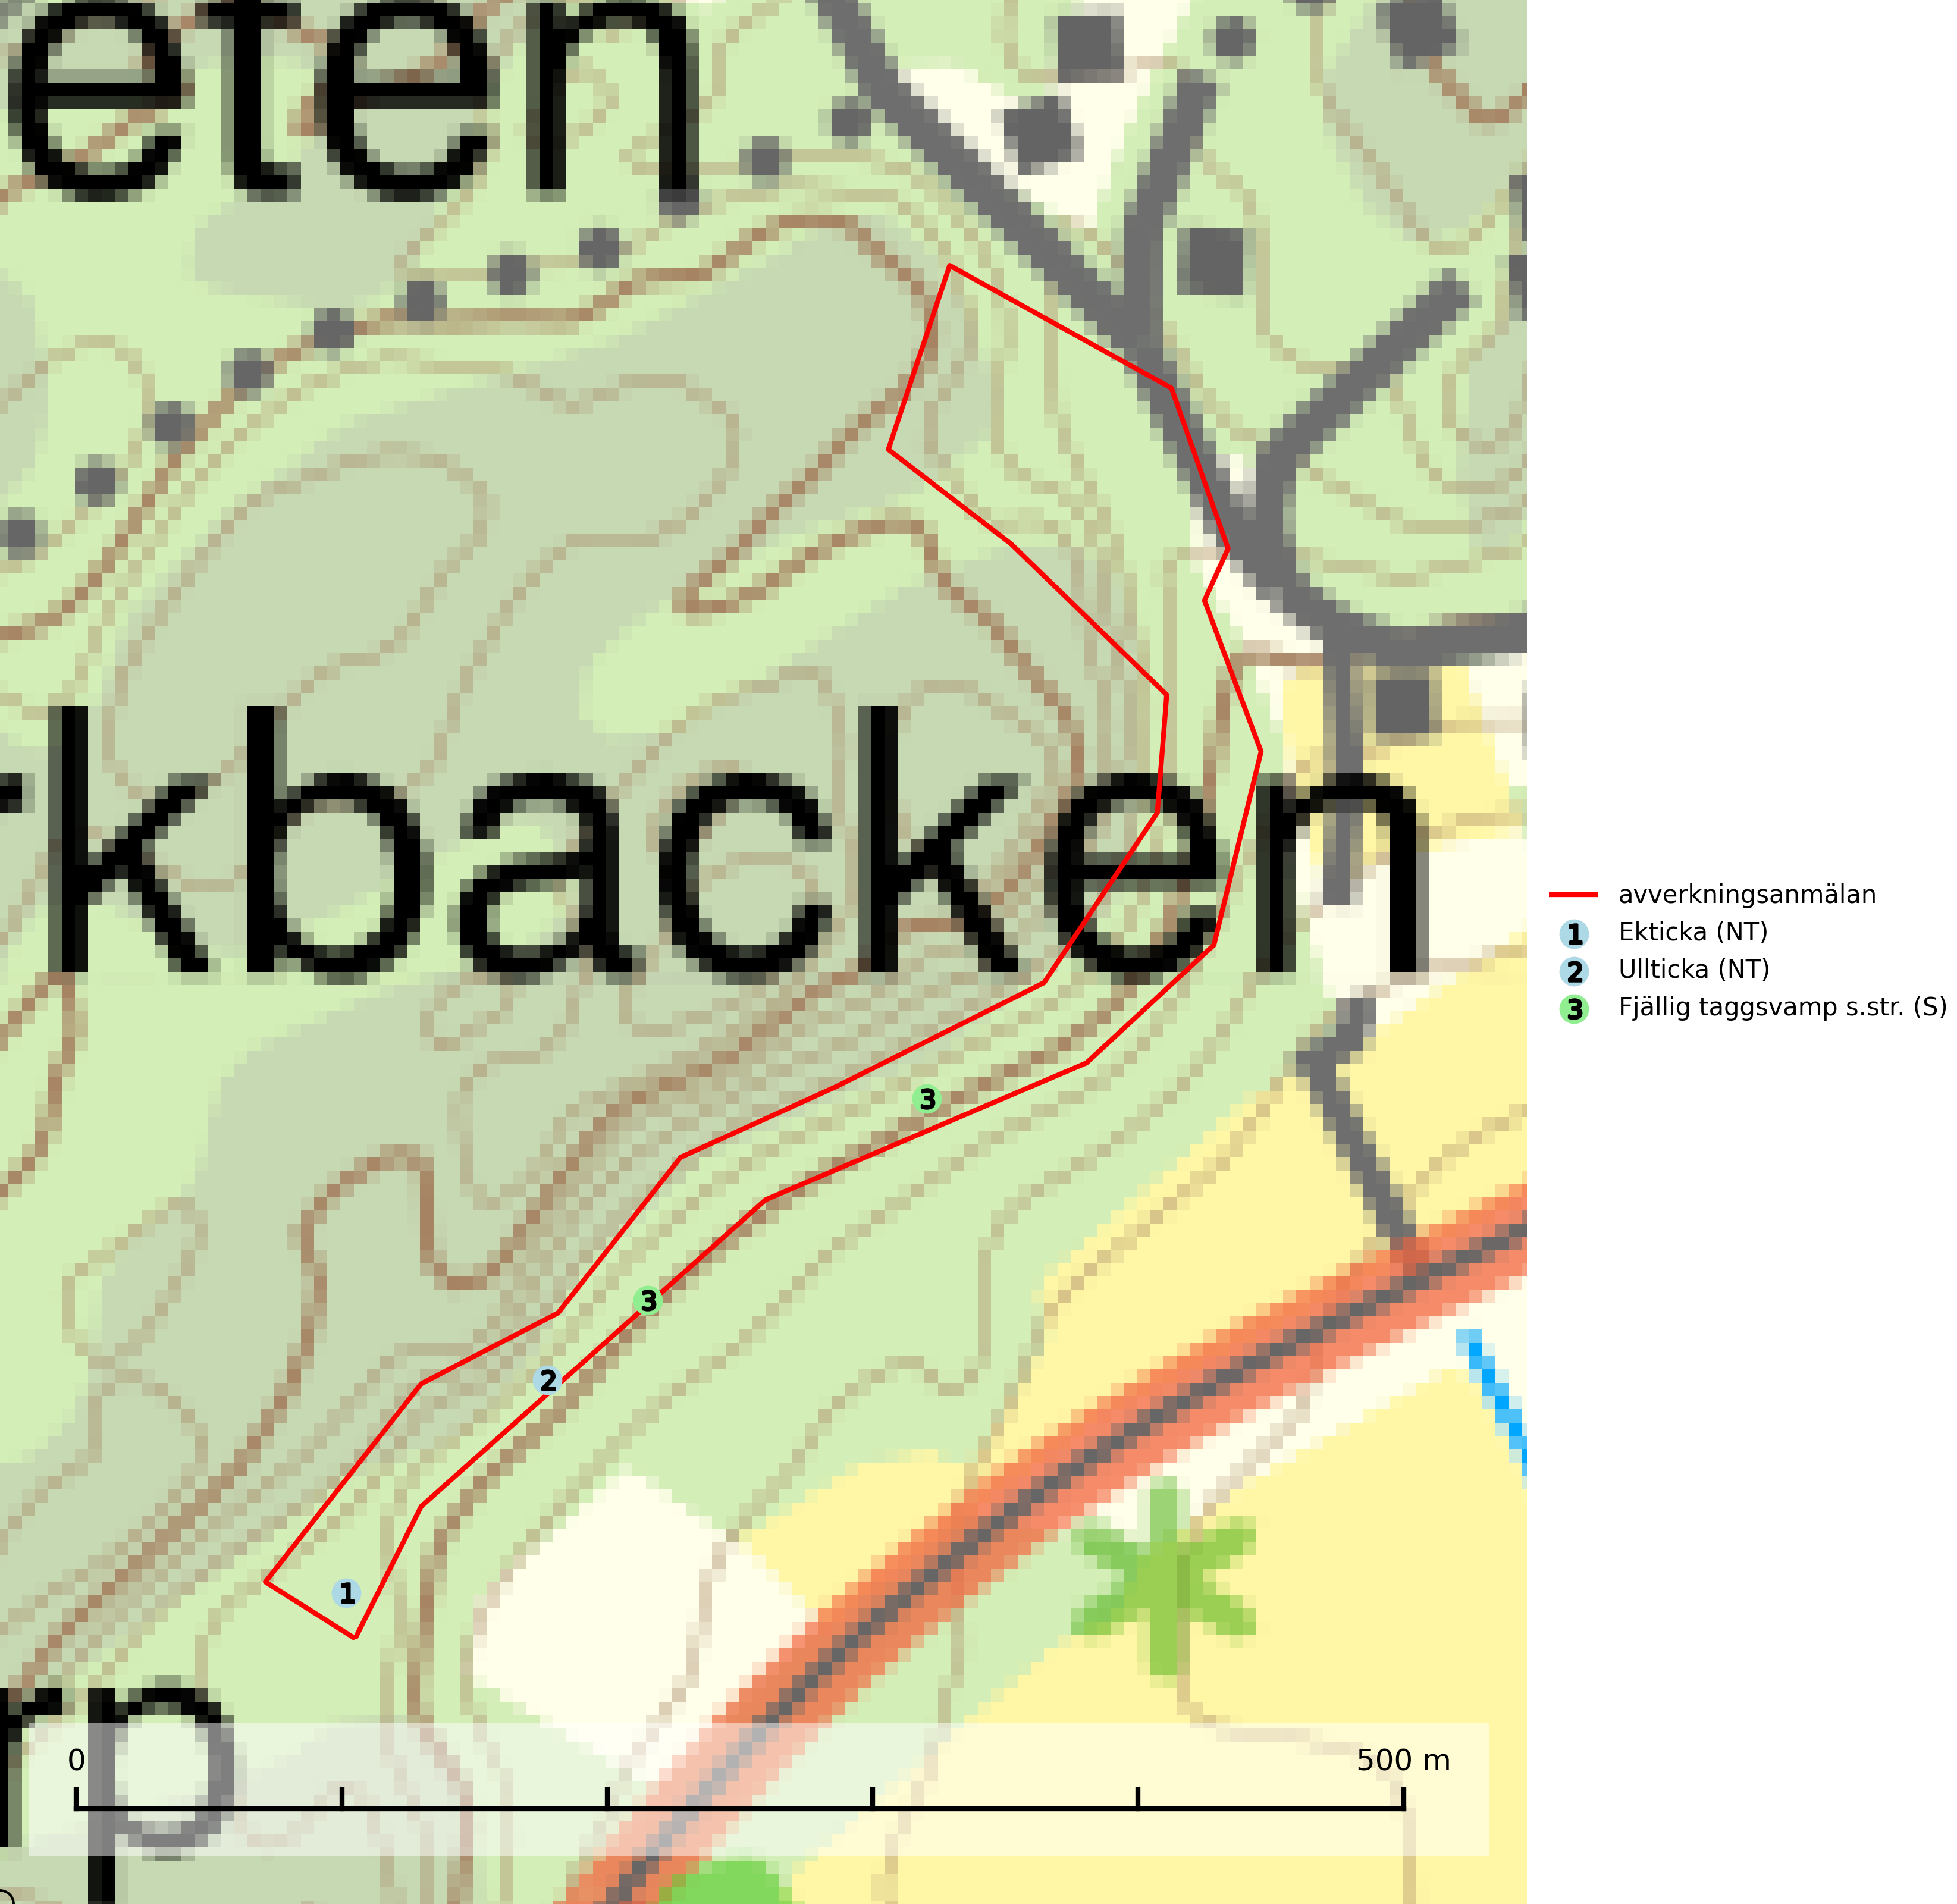 eten
kbacken
rp
0 500 m
avverkningsanmälan
1 Ekticka (NT)
2 Ullticka (NT)
3 Fjällig taggsvamp s.str. (S)
3
3
2
1